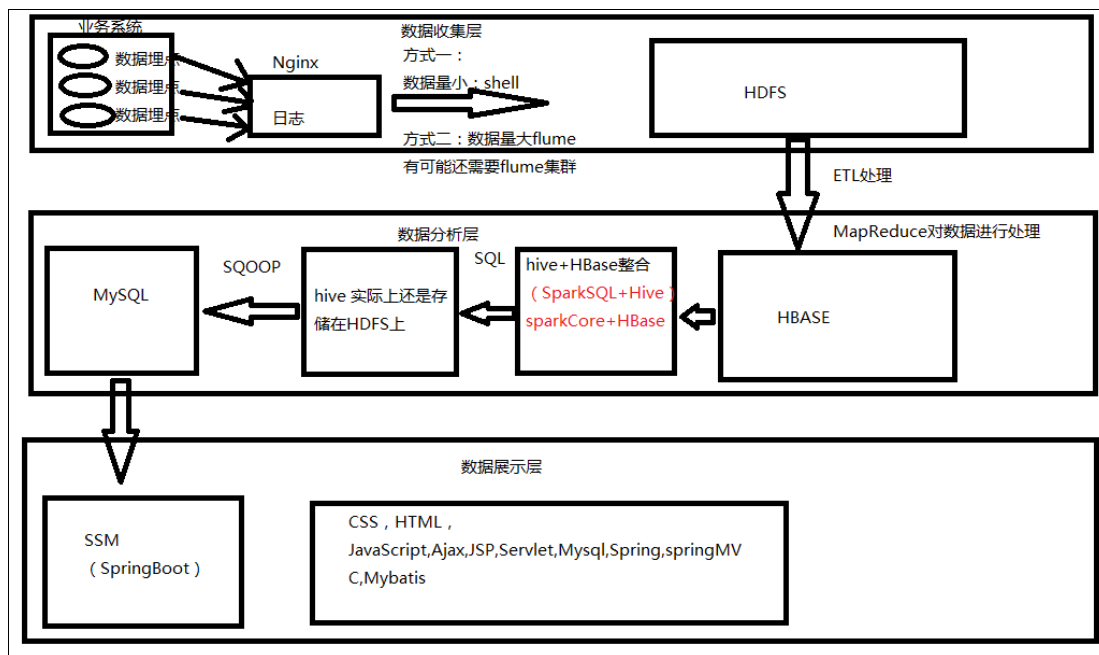 业务系统
数据埋点
数据埋点
数据埋点
Nginx
日志
数据收集层
方式一：
数据量小：shell
方式二：数据量大flume
有可能还需要flume集群
HDFS
ETL处理
MapReduce对数据进行处理
数据分析层
MySQL
SQOOP
hive 实际上还是存
储在HDFS上
SQL
hive+HBase整合
（SparkSQL+Hive）
sparkCore+HBase
HBASE
数据展示层
SSM
（SpringBoot）
CSS，HTML，
JavaScript,Ajax,JSP,Servlet,Mysql,Spring,springMV
C,Mybatis